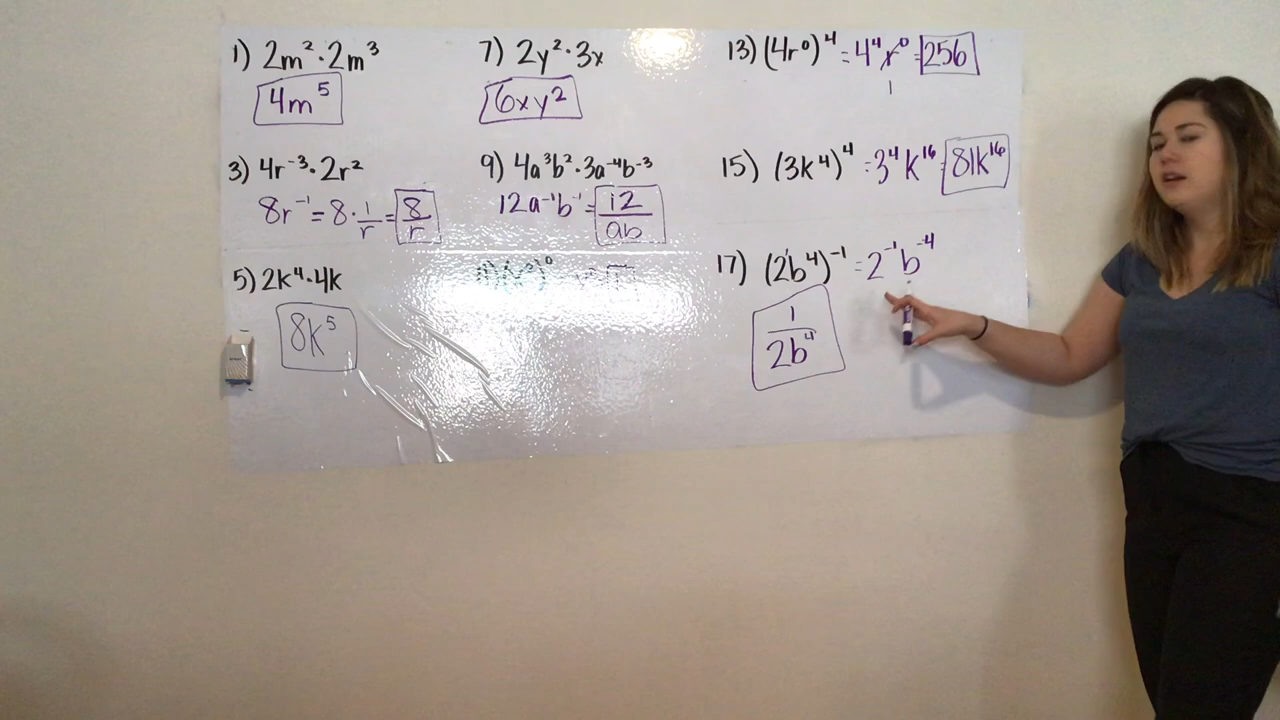 1) 2m² · 2m³
4m⁵
3) 4r⁻³ · 2r²
8r⁻¹ = 8 · 1/r = 8/r
5) 2k⁴ · 4k
8k⁵
7) 2y² · 3x
6xy²
9) 4a³b² · 3a⁻⁴b⁻³
12a⁻¹b⁻¹ = 12/ab
13) (4r⁰)⁴ = 4⁴r⁰ = 256
1
15) (3k⁴)⁴ = 3⁴k¹⁶ = 81k¹⁶
17) (2¹b⁴)⁻¹ = 2⁻¹b⁻⁴
1/2b⁴